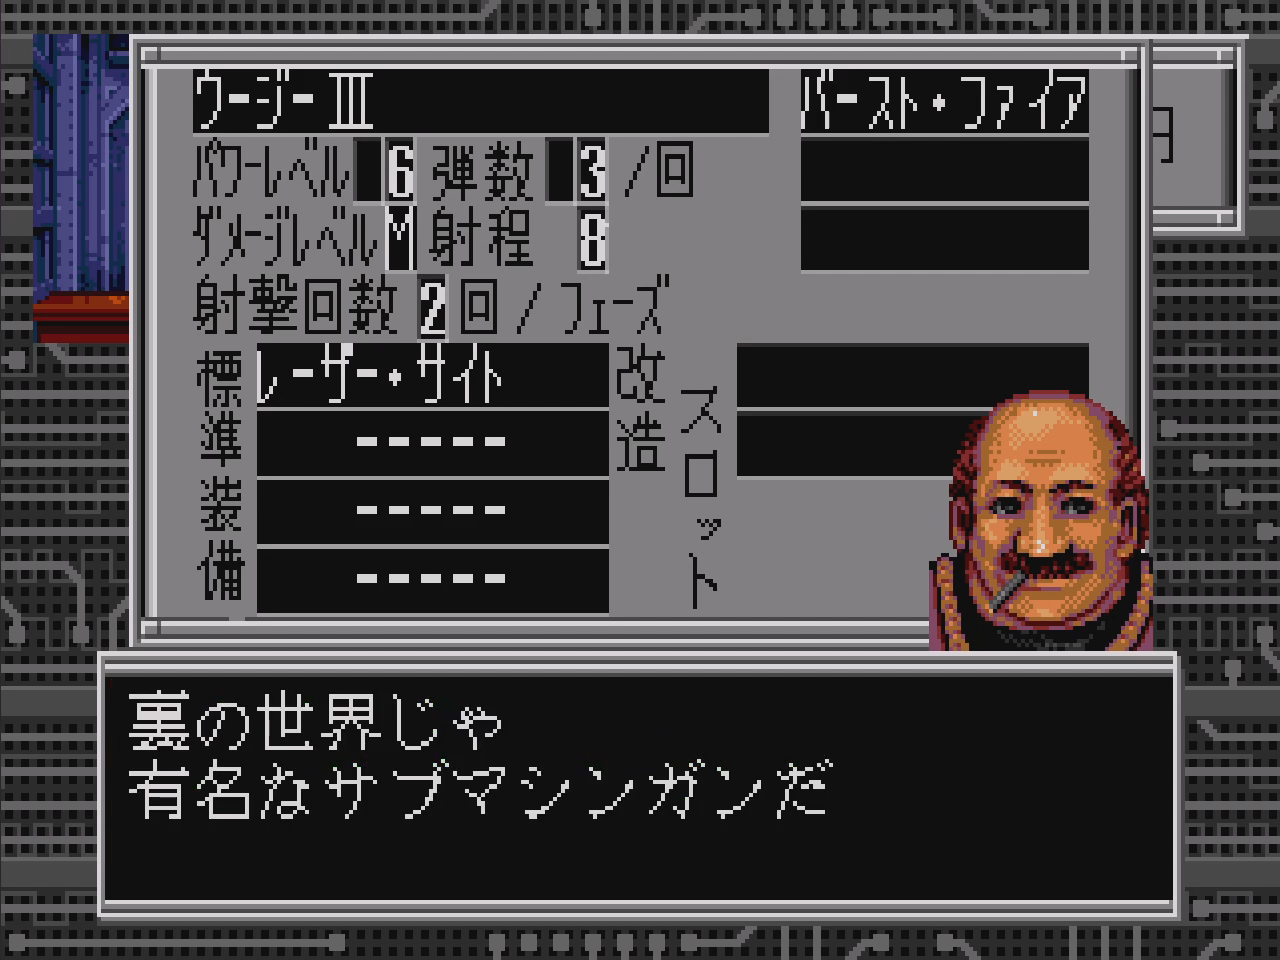 ウージーⅢ バースト・ファイア
パワーレベル 6 弾数 3/回
ダメージレベル M 射程 8
射撃回数 2回/フェーズ
標準装備 レーザー・サイト 改造スロット
-----
-----
-----
円
裏の世界じゃ
有名なサブマシンガンだ